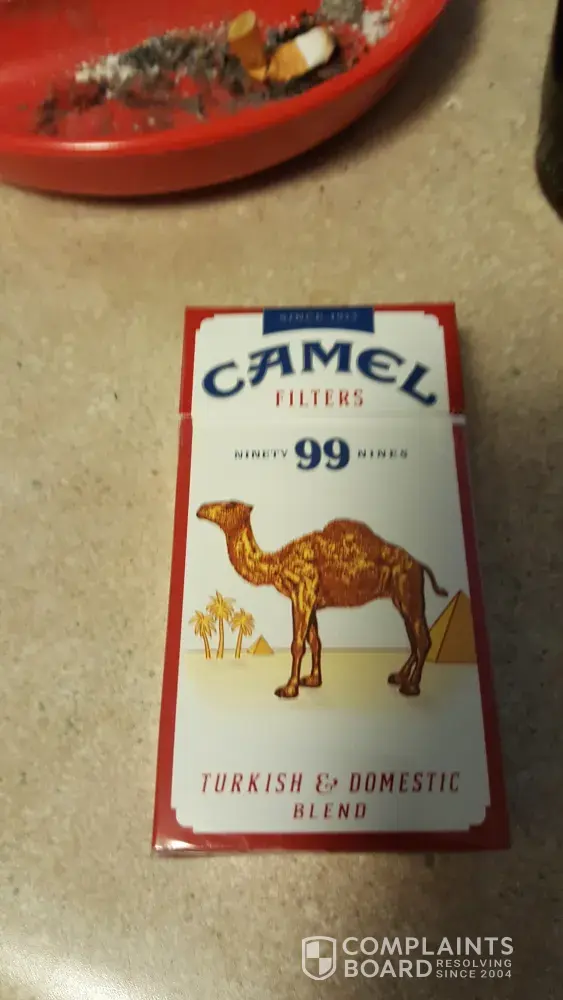 SINCE 1913
CAMEL
FILTERS
NINETY 99 NINES
TURKISH & DOMESTIC
BLEND
COMPLAINTS
BOARD RESOLVING
SINCE 2004